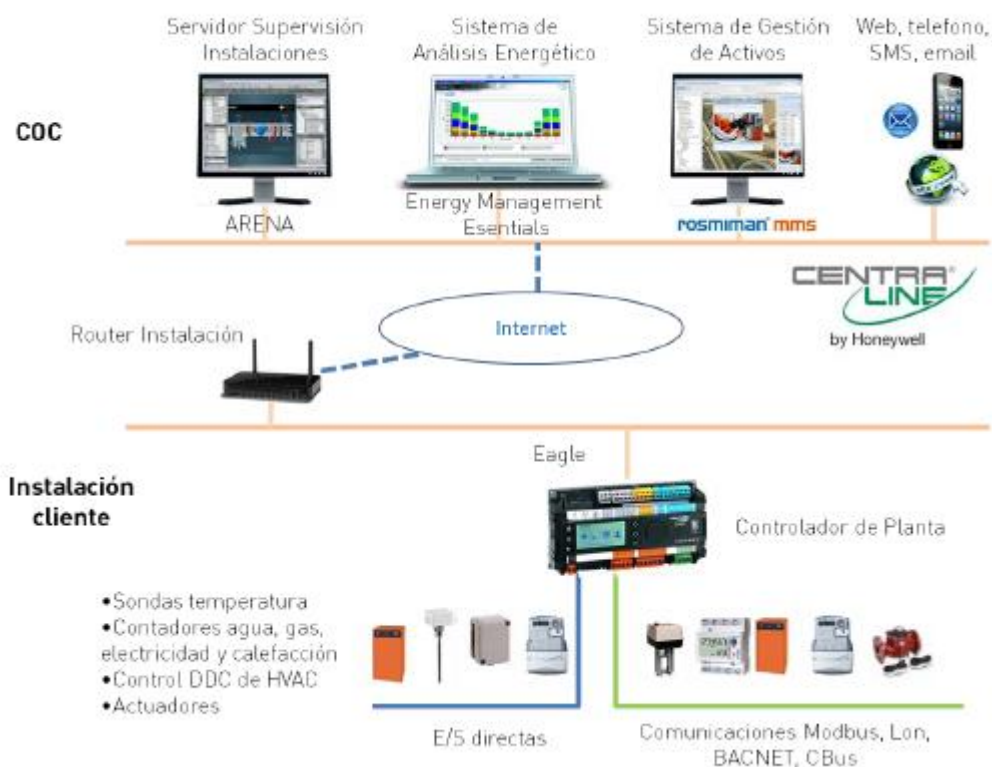 Servidor Supervisión
Instalaciones
Sistema de
Análisis Energético
Sistema de Gestión
de Activos
Web, telefono,
SMS, email
COC
ARENA
Energy Management
Esentials
rosmiman® mms
CENTRA®
LINE
by Honeywell
Internet
Router Instalación
Eagle
Instalación
cliente
Controlador de Planta
•Sondas temperatura
•Contadores agua, gas,
electricidad y calefacción
•Control DDC de HVAC
•Actuadores
E/S directas
Comunicaciones Modbus, Lon,
BACNET, CBus